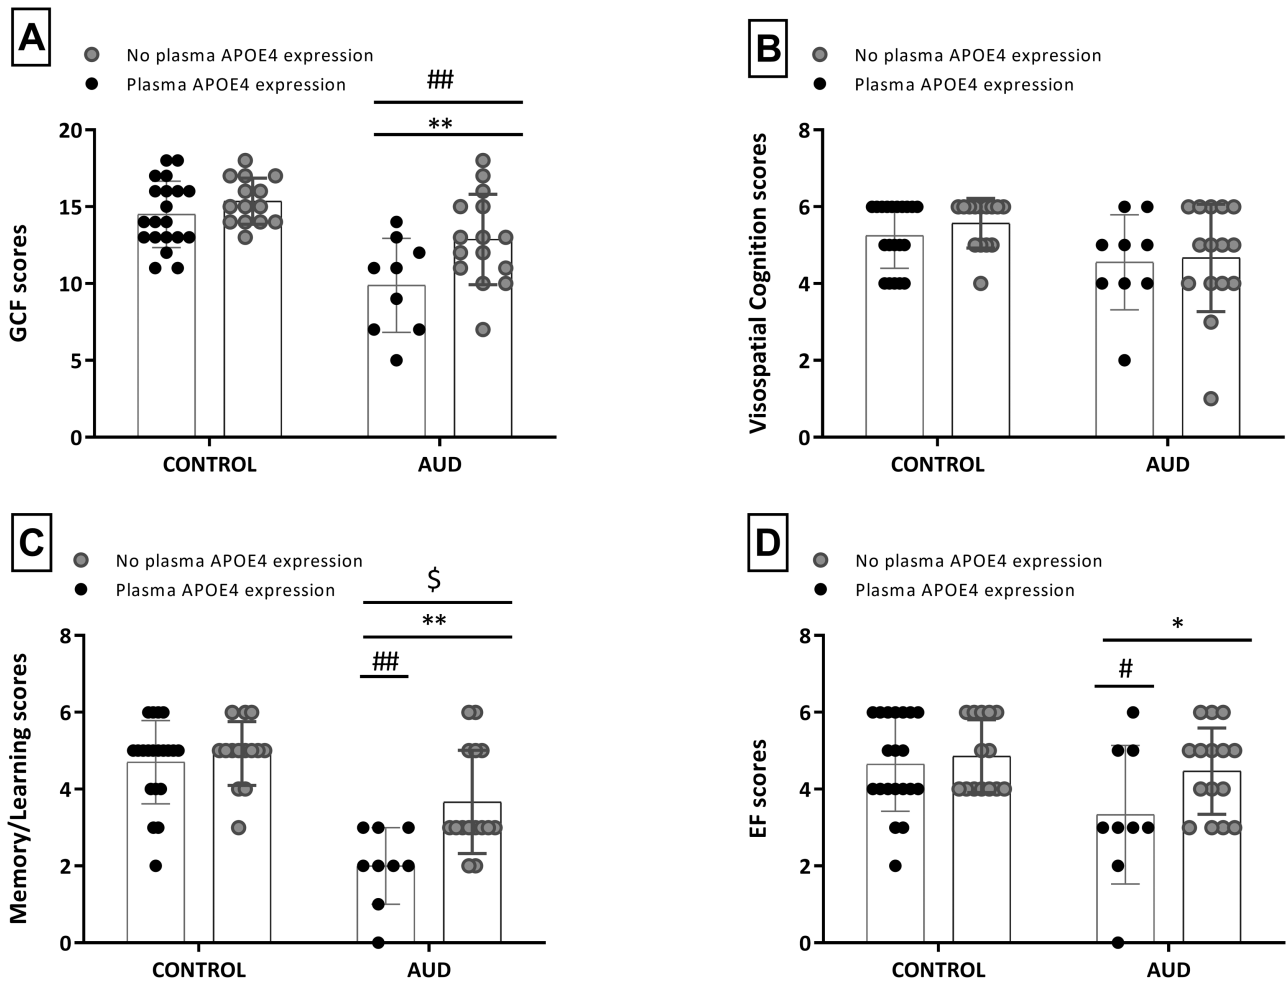 A
No plasma APOE4 expression
Plasma APOE4 expression
##
**
GCF scores
20
15
10
5
0
CONTROL
AUD
B
No plasma APOE4 expression
Plasma APOE4 expression
Visospatial Cognition scores
8
6
4
2
0
CONTROL
AUD
C
No plasma APOE4 expression
Plasma APOE4 expression
$
**
##
Memory/Learning scores
8
6
4
2
0
CONTROL
AUD
D
No plasma APOE4 expression
Plasma APOE4 expression
*
#
EF scores
8
6
4
2
0
CONTROL
AUD